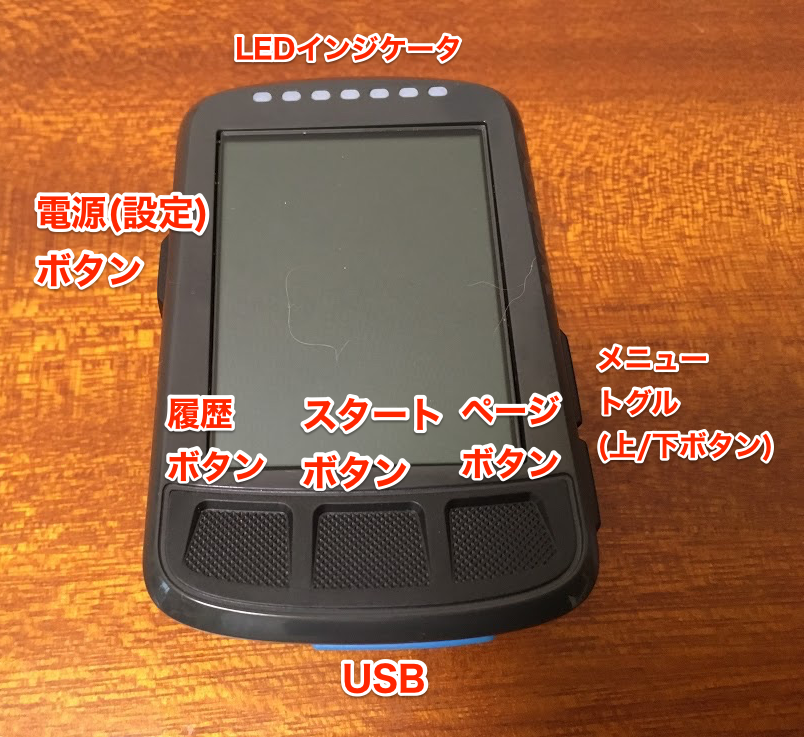 LEDインジケータ
電源(設定)
ボタン
メニュー
トグル
(上/下ボタン)
履歴
ボタン
スタート
ボタン
ページ
ボタン
USB